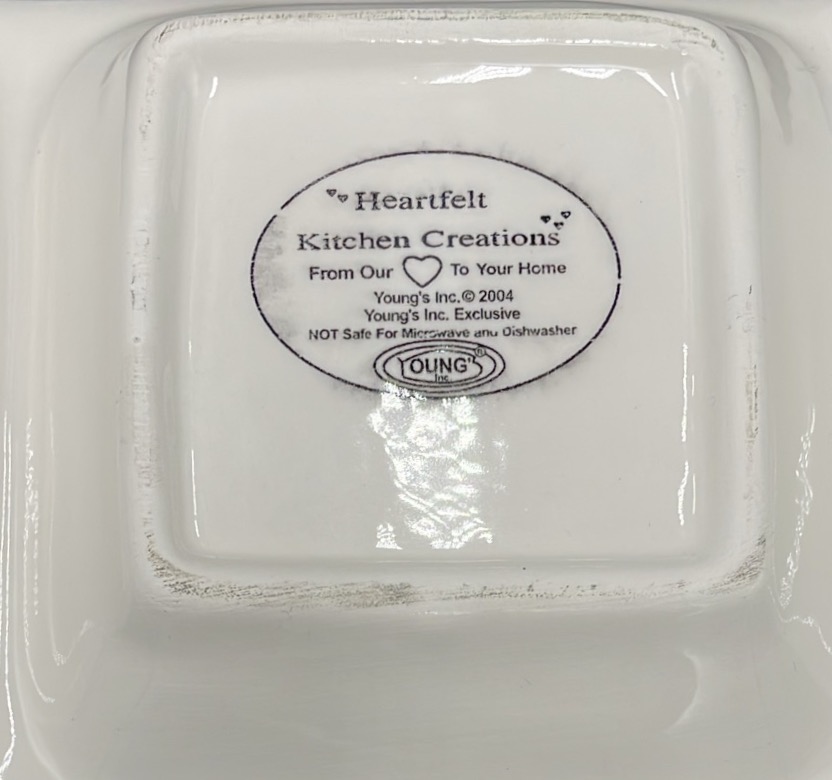 Heartfelt
Kitchen Creations
From Our To Your Home
Young's Inc.© 2004
Young's Inc. Exclusive
NOT Safe For Microwave and Dishwasher
YOUNG'S®
Inc.